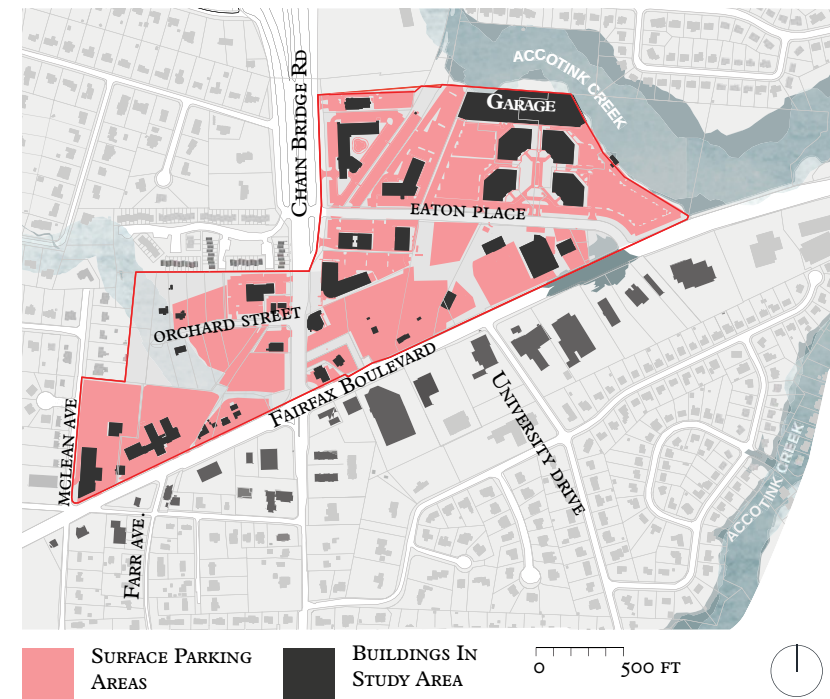 ACCOTINK CREEK
Chain Bridge Rd
Garage
EATON PLACE
ORCHARD STREET
Fairfax Boulevard
University drive
McLean Ave
Farr Ave.
ACCOTINK CREEK
Surface Parking
Areas
Buildings In
Study Area
0 500 ft